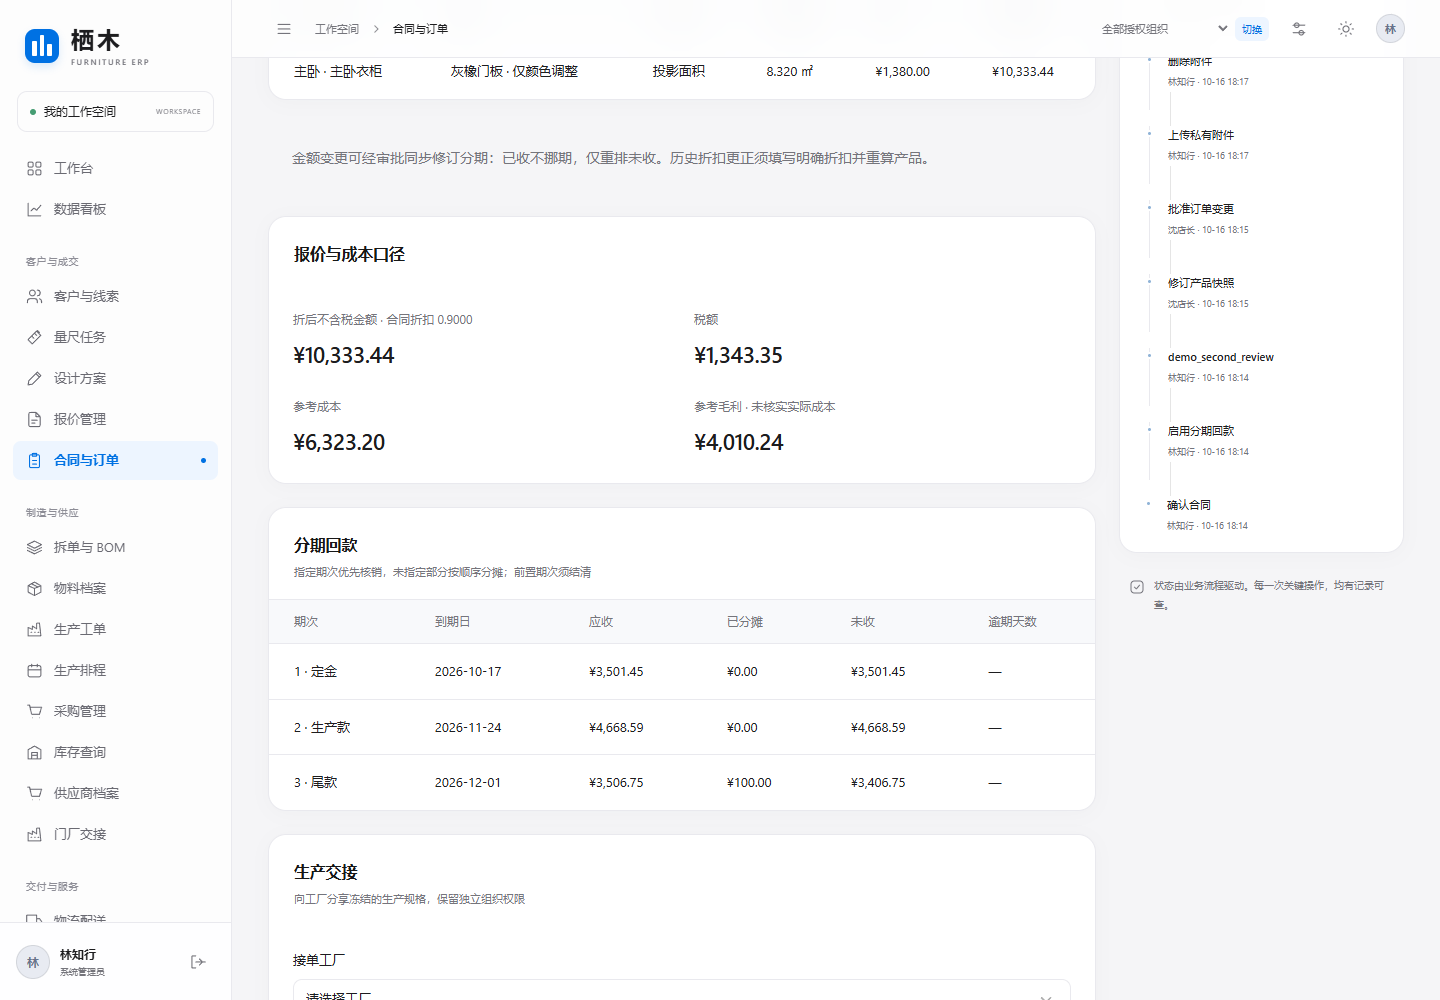 栖木
FURNITURE ERP
我的工作空间 WORKSPACE
工作台
数据看板
客户与成交
客户与线索
量尺任务
设计方案
报价管理
合同与订单
制造与供应
拆单与 BOM
物料档案
生产工单
生产排程
采购管理
库存查询
供应商档案
门厂交接
交付与服务
物流配送
林 林知行
系统管理员
工作空间 > 合同与订单
全部授权组织 切换 林
主卧 · 主卧衣柜 灰橡门板 · 仅颜色调整 投影面积 8.320 ㎡ ¥1,380.00 ¥10,333.44
金额变更可经审批同步修订分期：已收不挪期，仅重排未收。历史折扣更正须填写明确折扣并重算产品。
报价与成本口径
折后不含税金额 · 合同折扣 0.9000 税额
¥10,333.44 ¥1,343.35
参考成本 参考毛利 · 未核实实际成本
¥6,323.20 ¥4,010.24
分期回款
指定期次优先核销，未指定部分按顺序分摊；前置期次须结清
期次 到期日 应收 已分摊 未收 逾期天数
1 · 定金 2026-10-17 ¥3,501.45 ¥0.00 ¥3,501.45 —
2 · 生产款 2026-11-24 ¥4,668.59 ¥0.00 ¥4,668.59 —
3 · 尾款 2026-12-01 ¥3,506.75 ¥100.00 ¥3,406.75 —
生产交接
向工厂分享冻结的生产规格，保留独立组织权限
接单工厂
请选择工厂
删除附件
林知行 · 10-16 18:17
上传私有附件
林知行 · 10-16 18:17
批准订单变更
沈店长 · 10-16 18:15
修订产品快照
沈店长 · 10-16 18:15
demo_second_review
林知行 · 10-16 18:14
启用分期回款
林知行 · 10-16 18:14
确认合同
林知行 · 10-16 18:14
状态由业务流程驱动。每一次关键操作，均有记录可
查。